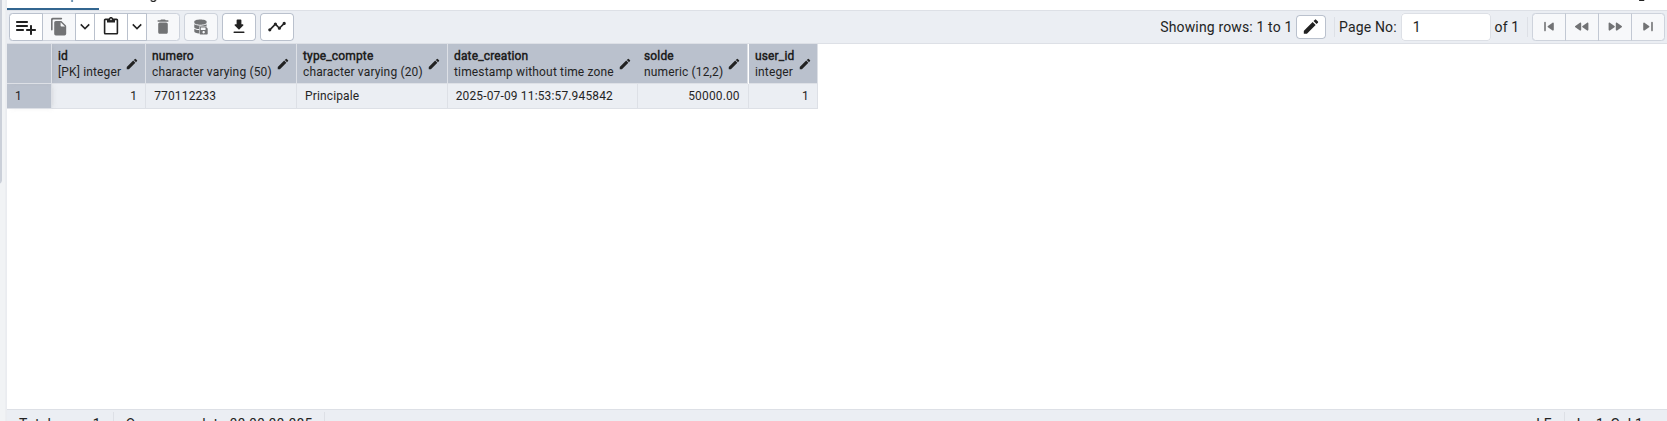 Showing rows: 1 to 1 Page No: 1 of 1
id numero type_compte date_creation solde user_id
[PK] integer character varying (50) character varying (20) timestamp without time zone numeric (12,2) integer
1 1 770112233 Principale 2025-07-09 11:53:57.945842 50000.00 1